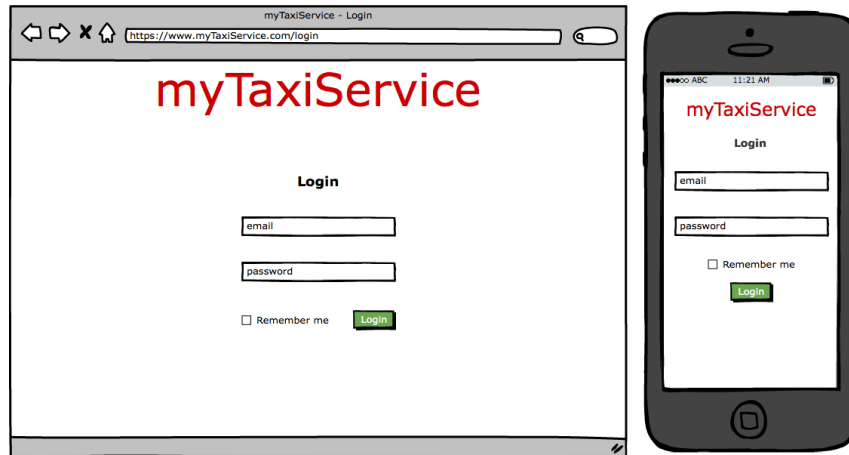 myTaxiService - Login
https://www.myTaxiService.com/login
myTaxiService
Login
email
password
Remember me Login
ABC 11:21 AM
myTaxiService
Login
email
password
Remember me
Login